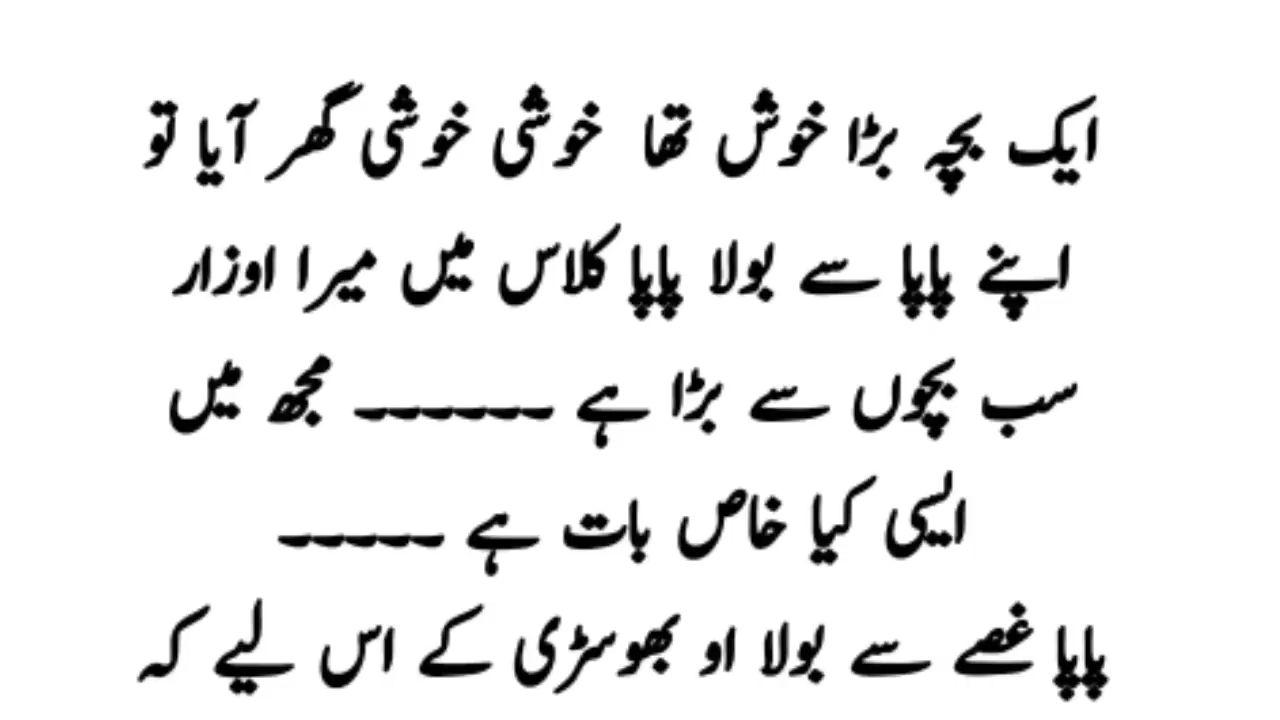 ایک بچہ بڑا خوش تھا خوشی خوشی گھر آیا تو
اپنے پاپا سے بولا پاپا کلاس میں میرا اوزار
سب بچوں سے بڑا ہے ۔۔۔۔۔۔ مجھ میں
ایسی کیا خاص بات ہے ۔۔۔۔۔
پاپا غصے سے بولا او بھوسڑی کے اس لیے کہ